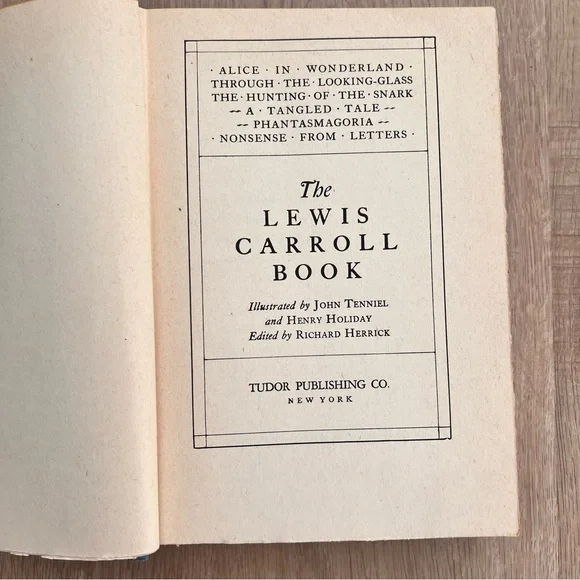 · ALICE · IN · WONDERLAND ·
THROUGH · THE · LOOKING-GLASS
THE · HUNTING · OF · THE · SNARK
-- A · TANGLED · TALE --
-- PHANTASMAGORIA --
· NONSENSE · FROM · LETTERS ·
The
LEWIS
CARROLL
BOOK
Illustrated by JOHN TENNIEL
and HENRY HOLIDAY
Edited by RICHARD HERRICK
TUDOR PUBLISHING CO.
NEW YORK